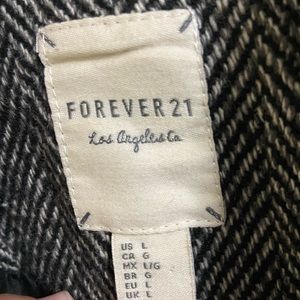 FOREVER 21
Los Angeles Ca
US L
CA G
MX L/G
BR G
EU L
UK L